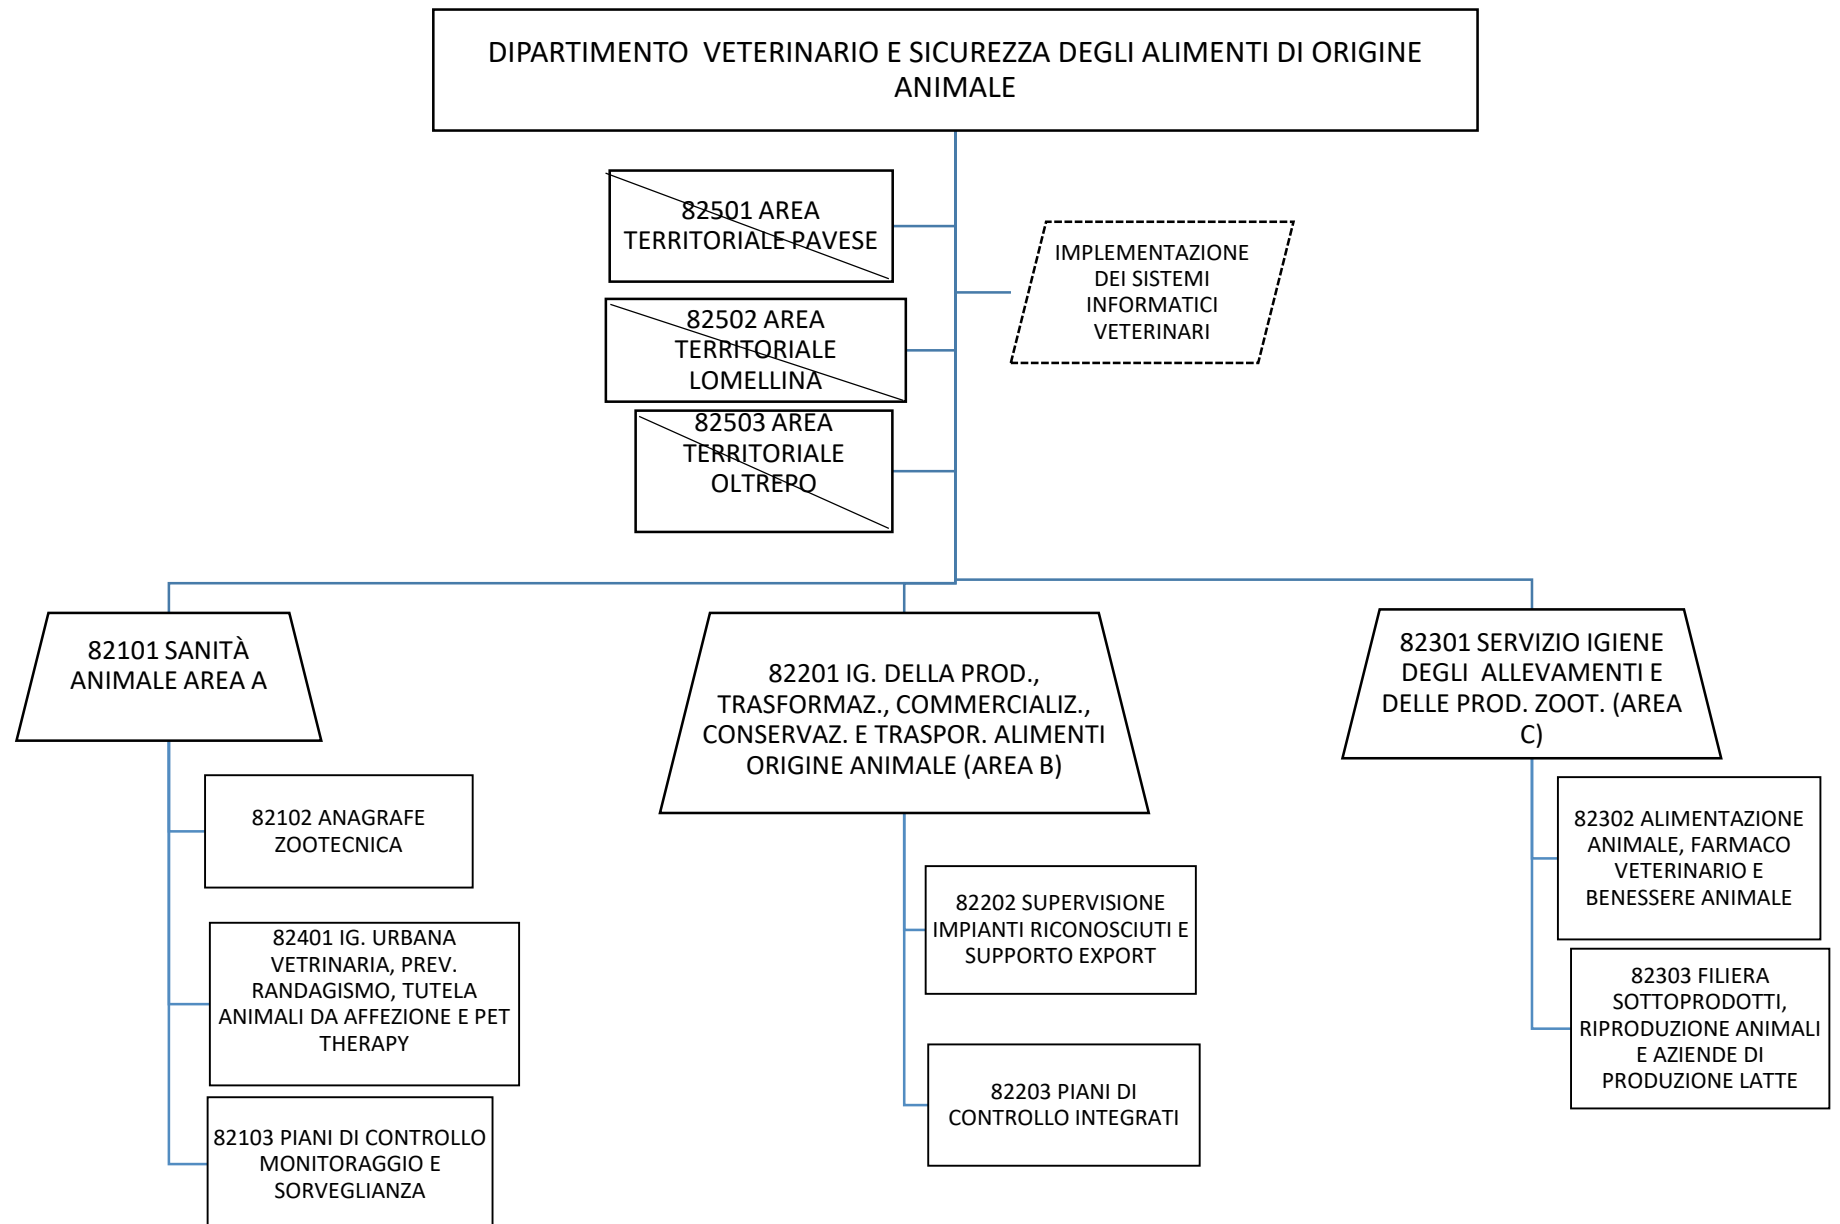 DIPARTIMENTO  VETERINARIO E SICUREZZA DEGLI ALIMENTI DI ORIGINE
ANIMALE
82501 AREA
TERRITORIALE PAVESE
IMPLEMENTAZIONE
DEI SISTEMI
INFORMATICI
VETERINARI
82502 AREA
TERRITORIALE
LOMELLINA
82503 AREA
TERRITORIALE
OLTREPO
82101 SANITÀ
ANIMALE AREA A
82102 ANAGRAFE
ZOOTECNICA
82401 IG. URBANA
VETRINARIA, PREV.
RANDAGISMO, TUTELA
ANIMALI DA AFFEZIONE E PET
THERAPY
82103 PIANI DI CONTROLLO
MONITORAGGIO E
SORVEGLIANZA
82201 IG. DELLA PROD.,
TRASFORMAZ., COMMERCIALIZ.,
CONSERVAZ. E TRASPOR. ALIMENTI
ORIGINE ANIMALE (AREA B)
82202 SUPERVISIONE
IMPIANTI RICONOSCIUTI E
SUPPORTO EXPORT
82203 PIANI DI
CONTROLLO INTEGRATI
82301 SERVIZIO IGIENE
DEGLI  ALLEVAMENTI E
DELLE PROD. ZOOT. (AREA
C)
82302 ALIMENTAZIONE
ANIMALE, FARMACO
VETERINARIO E
BENESSERE ANIMALE
82303 FILIERA
SOTTOPRODOTTI,
RIPRODUZIONE ANIMALI
E AZIENDE DI
PRODUZIONE LATTE